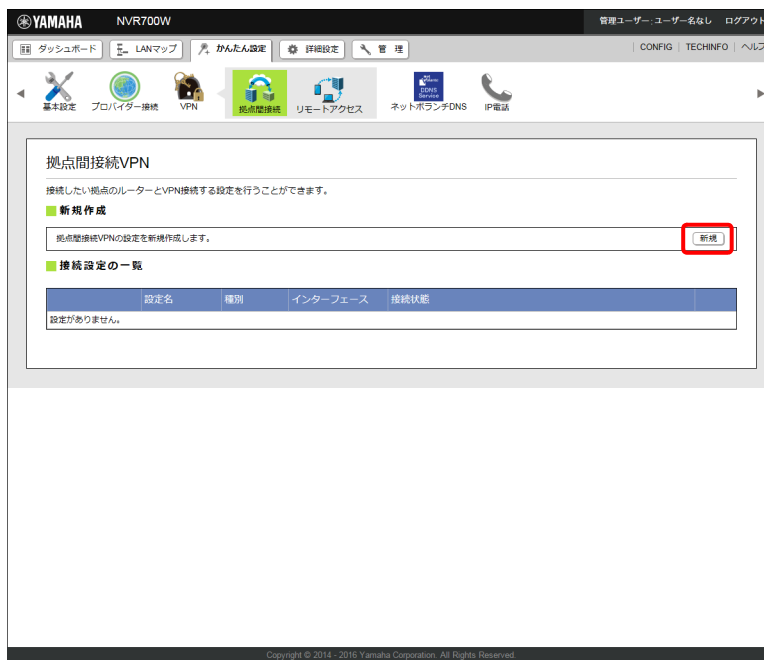 YAMAHA NVR700W 管理ユーザー:ユーザー名なし ログアウト
ダッシュボード LANマップ かんたん設定 詳細設定 管 理 CONFIG TECHINFO ヘルプ
基本設定 プロバイダー接続 VPN 拠点間接続 リモートアクセス DDNS Service ネットボランチDNS IP電話
拠点間接続VPN
接続したい拠点のルーターとVPN接続する設定を行うことができます。
新規作成
拠点間接続VPNの設定を新規作成します。 新規
接続設定の一覧
設定名 種別 インターフェース 接続状態
設定がありません。
Copyright © 2014 - 2016 Yamaha Corporation. All Rights Reserved.